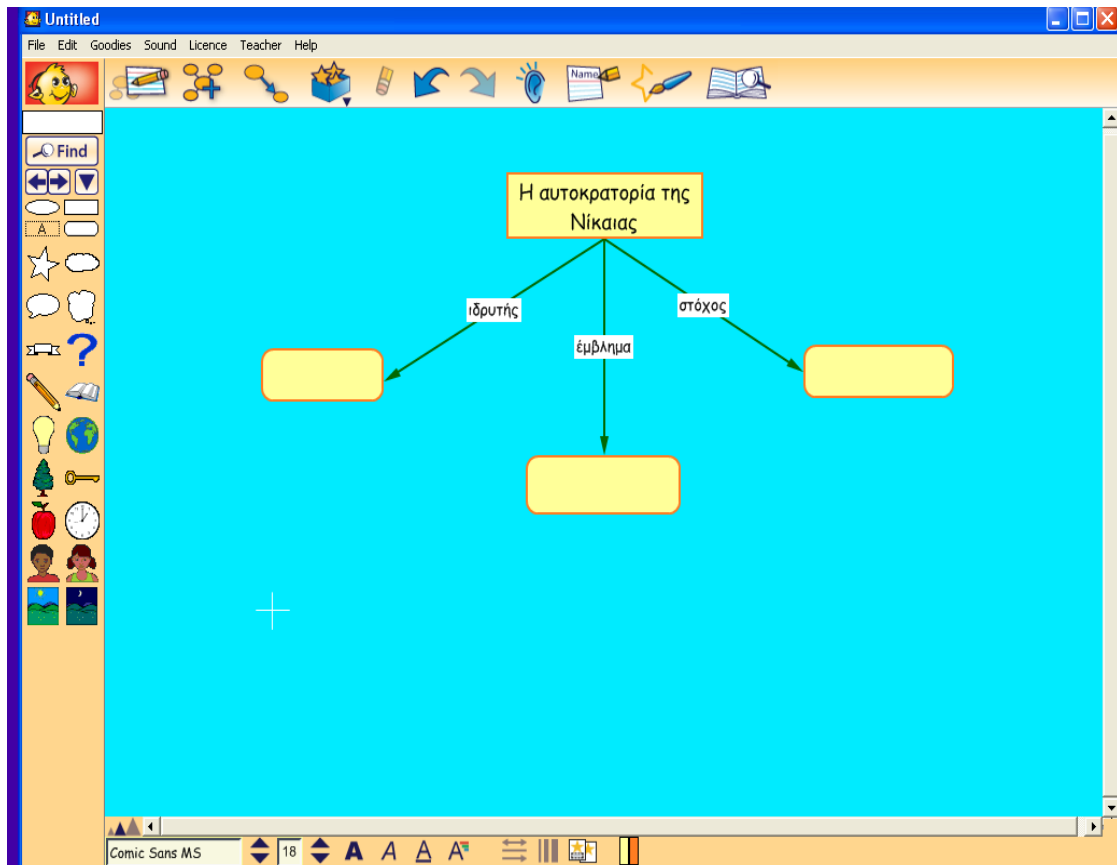 Untitled
File Edit Goodies Sound Licence Teacher Help
Name
Find
A
Η αυτοκρατορία της
Νίκαιας
ιδρυτής
στόχος
έμβλημα
Comic Sans MS 18 A A A A